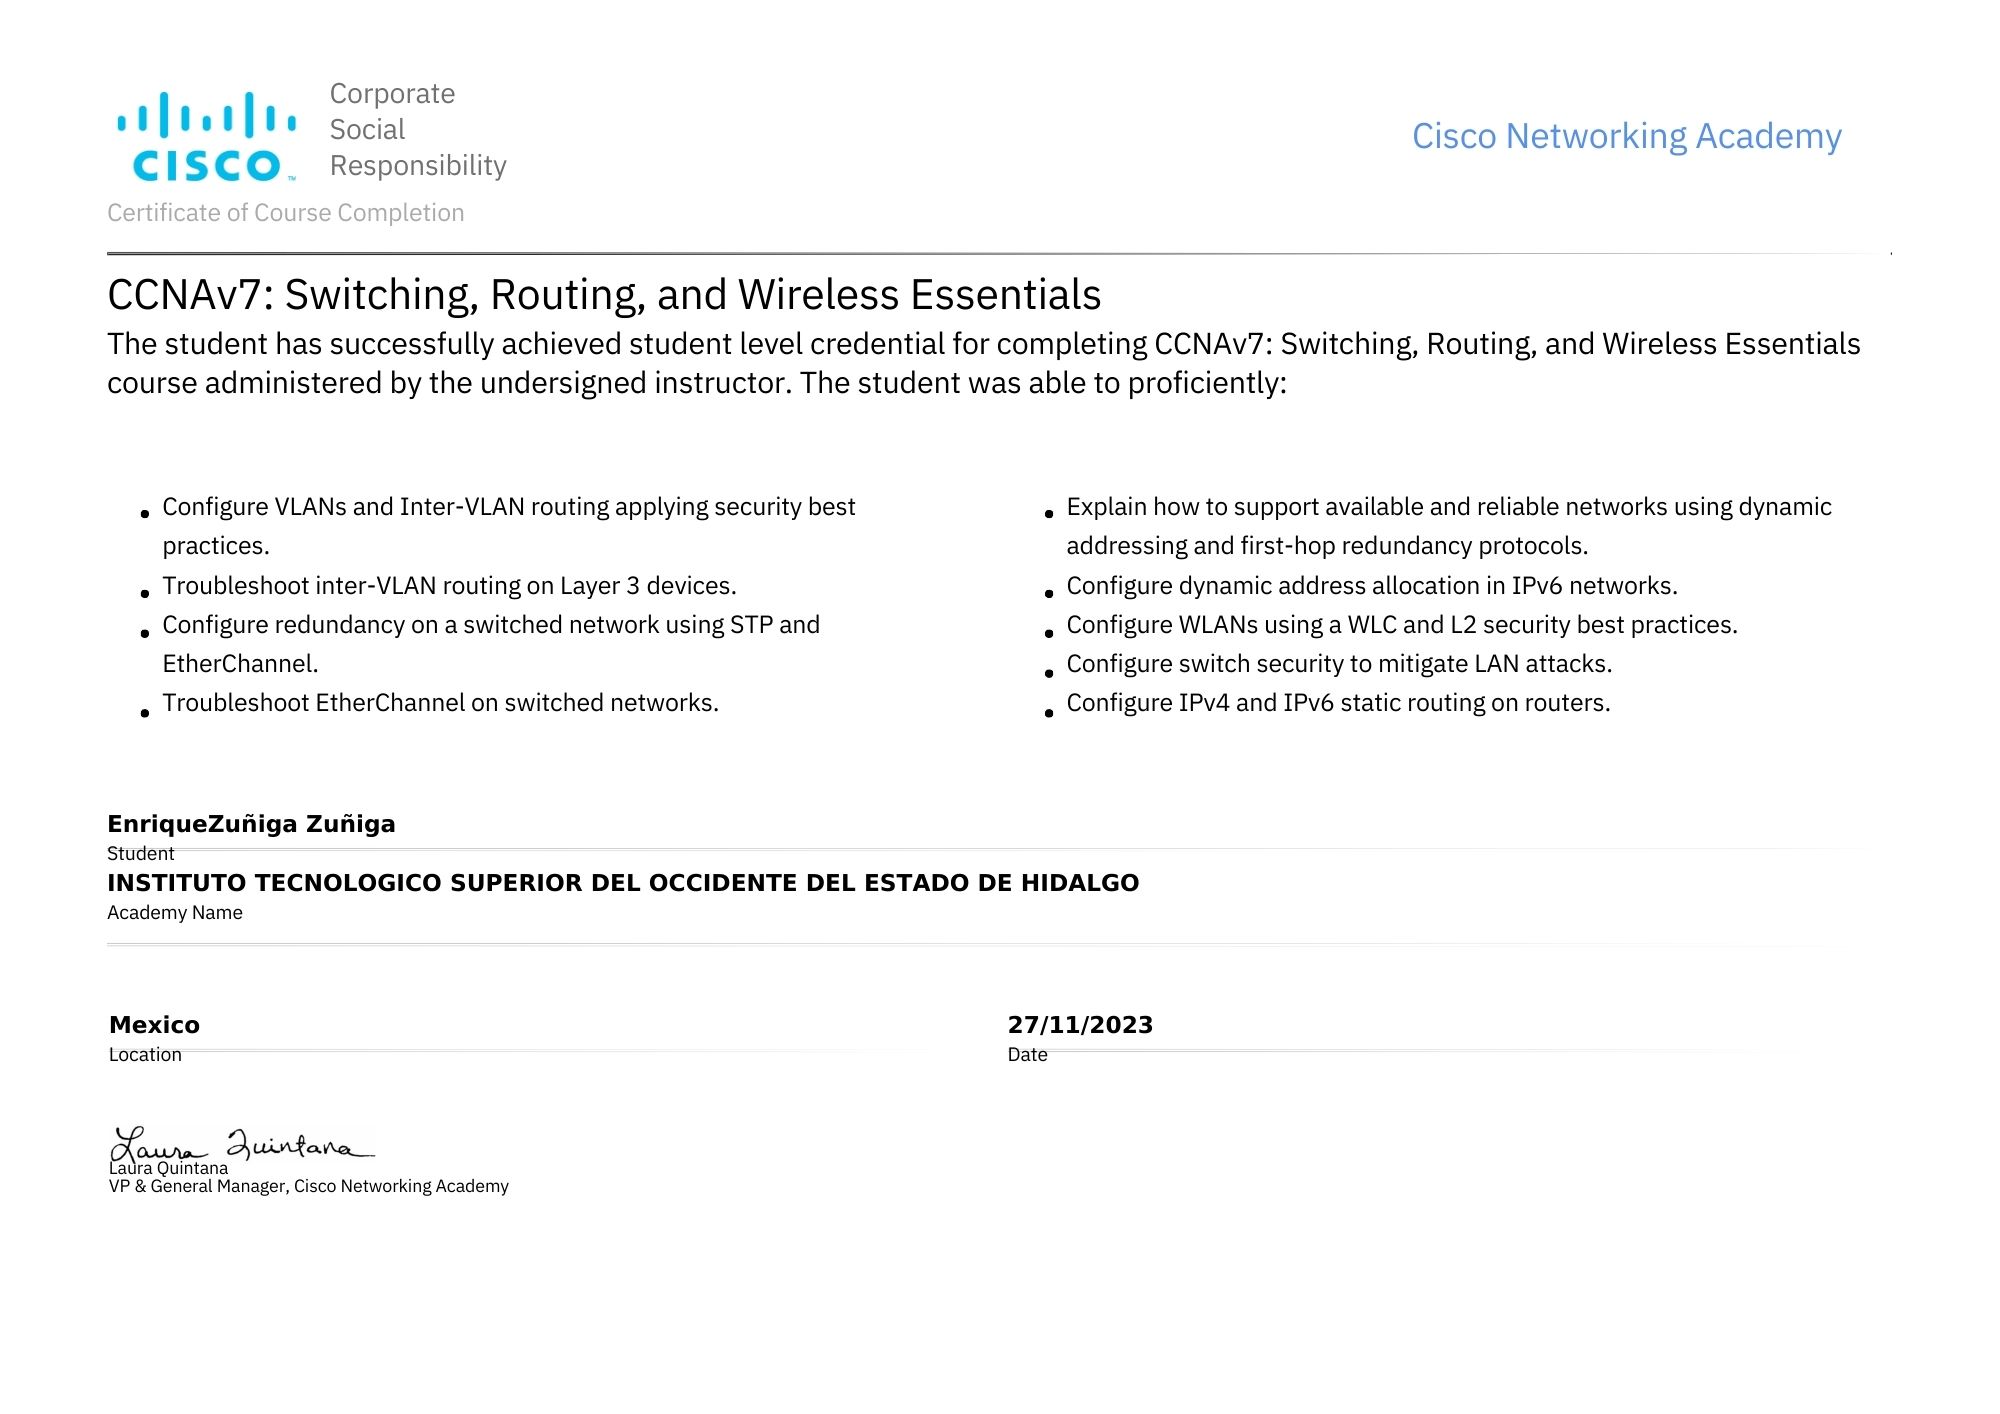 CISCO™
Corporate
Social
Responsibility
Cisco Networking Academy
Certificate of Course Completion
CCNAv7: Switching, Routing, and Wireless Essentials
The student has successfully achieved student level credential for completing CCNAv7: Switching, Routing, and Wireless Essentials
course administered by the undersigned instructor. The student was able to proficiently:
• Configure VLANs and Inter-VLAN routing applying security best
practices.
• Troubleshoot inter-VLAN routing on Layer 3 devices.
• Configure redundancy on a switched network using STP and
EtherChannel.
• Troubleshoot EtherChannel on switched networks.
• Explain how to support available and reliable networks using dynamic
addressing and first-hop redundancy protocols.
• Configure dynamic address allocation in IPv6 networks.
• Configure WLANs using a WLC and L2 security best practices.
• Configure switch security to mitigate LAN attacks.
• Configure IPv4 and IPv6 static routing on routers.
EnriqueZuñiga Zuñiga
Student
INSTITUTO TECNOLOGICO SUPERIOR DEL OCCIDENTE DEL ESTADO DE HIDALGO
Academy Name
Mexico
Location
27/11/2023
Date
Laura Quintana
Laura Quintana
VP & General Manager, Cisco Networking Academy